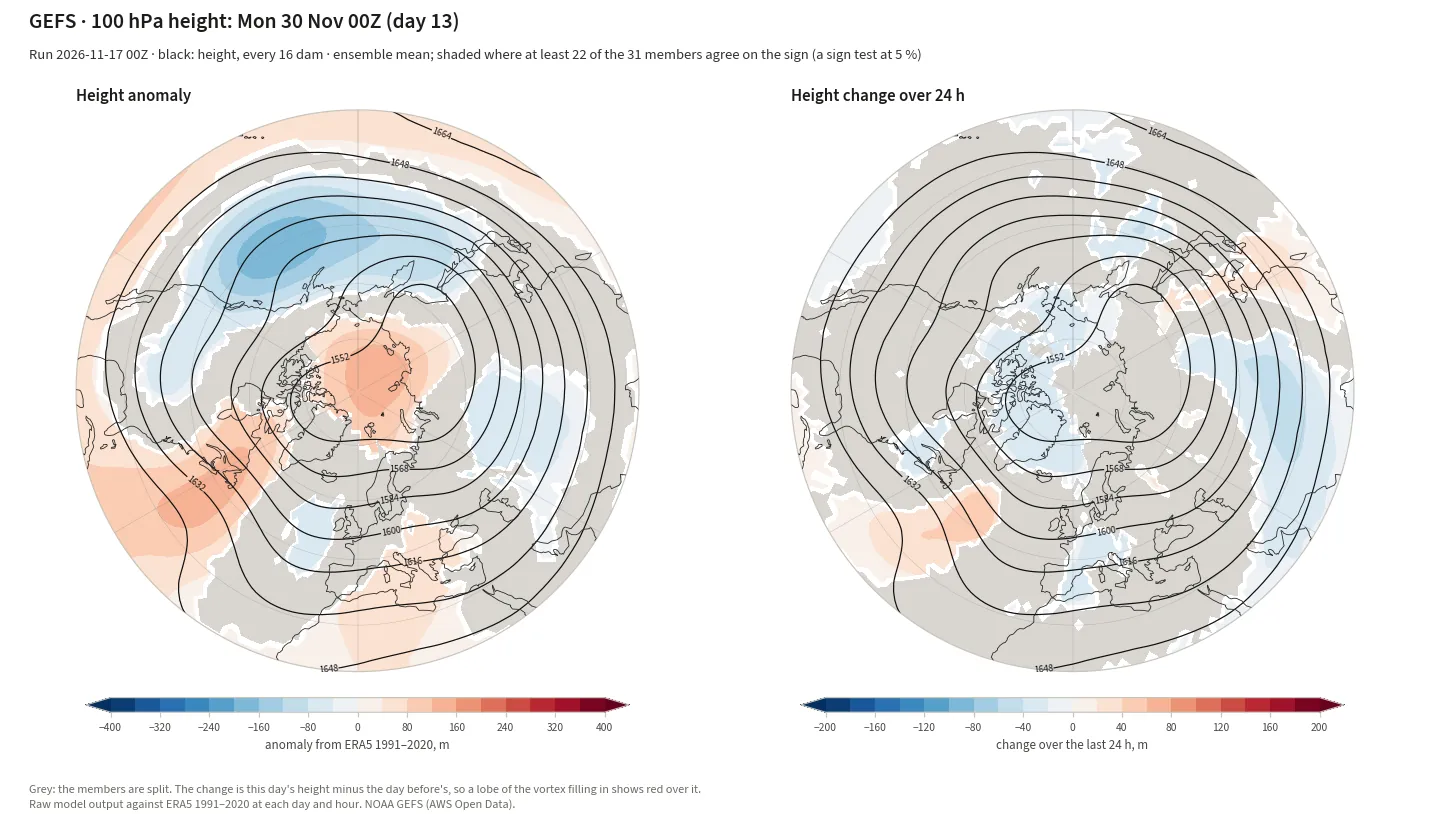 GEFS · 100 hPa height: Mon 30 Nov 00Z (day 13)
Run 2026-11-17 00Z · black: height, every 16 dam · ensemble mean; shaded where at least 22 of the 31 members agree on the sign (a sign test at 5 %)
Height anomaly
Height change over 24 h
1664
1648
1552
1632
1568
1584
1600
1616
1648
1664
1648
1552
1632
1568
1584
1600
1616
1648
−400 −320 −240 −160 −80 0 80 160 240 320 400
anomaly from ERA5 1991–2020, m
−200 −160 −120 −80 −40 0 40 80 120 160 200
change over the last 24 h, m
Grey: the members are split. The change is this day's height minus the day before's, so a lobe of the vortex filling in shows red over it.
Raw model output against ERA5 1991–2020 at each day and hour. NOAA GEFS (AWS Open Data).